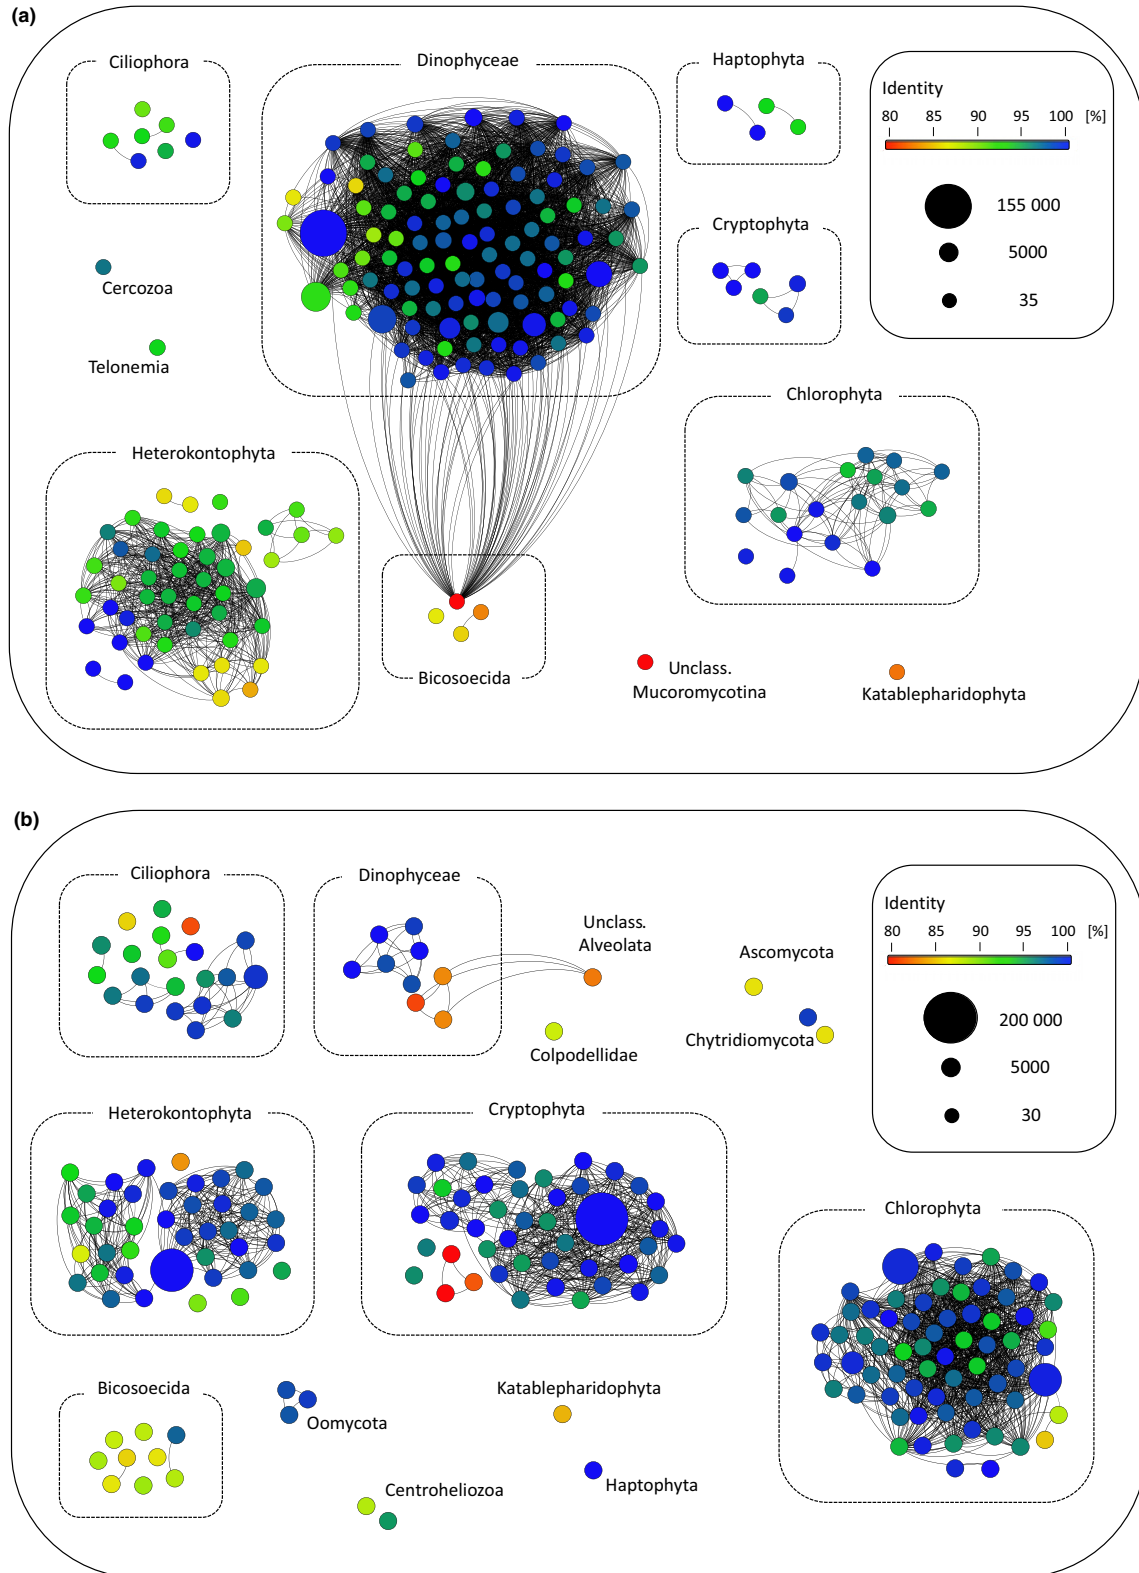 (a)
Ciliophora
Dinophyceae
Haptophyta
Identity
80 85 90 95 100 [%]
155 000
5000
35
Cryptophyta
Cercozoa
Telonemia
Chlorophyta
Heterokontophyta
Bicosoecida
Unclass.
Mucoromycotina
Katablepharidophyta
(b)
Ciliophora
Dinophyceae
Unclass.
Alveolata
Ascomycota
Identity
80 85 90 95 100 [%]
200 000
5000
30
Colpodellidae
Chytridiomycota
Heterokontophyta
Cryptophyta
Chlorophyta
Bicosoecida
Oomycota
Katablepharidophyta
Centroheliozoa
Haptophyta